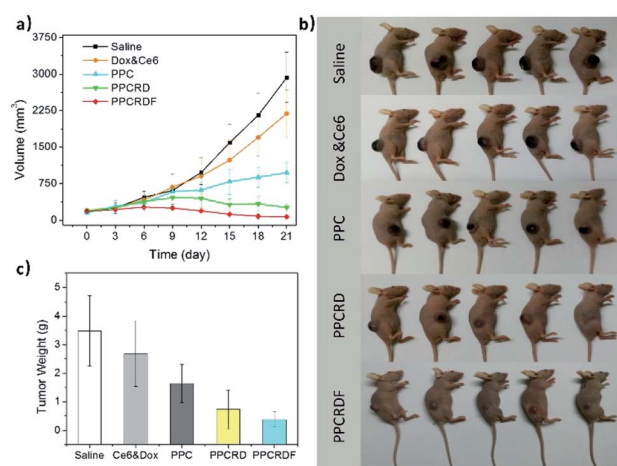 a)
3750
3000
2250
1500
750
0
Volume (mm³)
Saline
Dox&Ce6
PPC
PPCRD
PPCRDF
0 3 6 9 12 15 18 21
Time (day)
b)
Saline
Dox &Ce6
PPC
PPCRD
PPCRDF
c)
6
5
4
3
2
1
0
Tumor Weight (g)
Saline Ce6&Dox PPC PPCRD PPCRDF